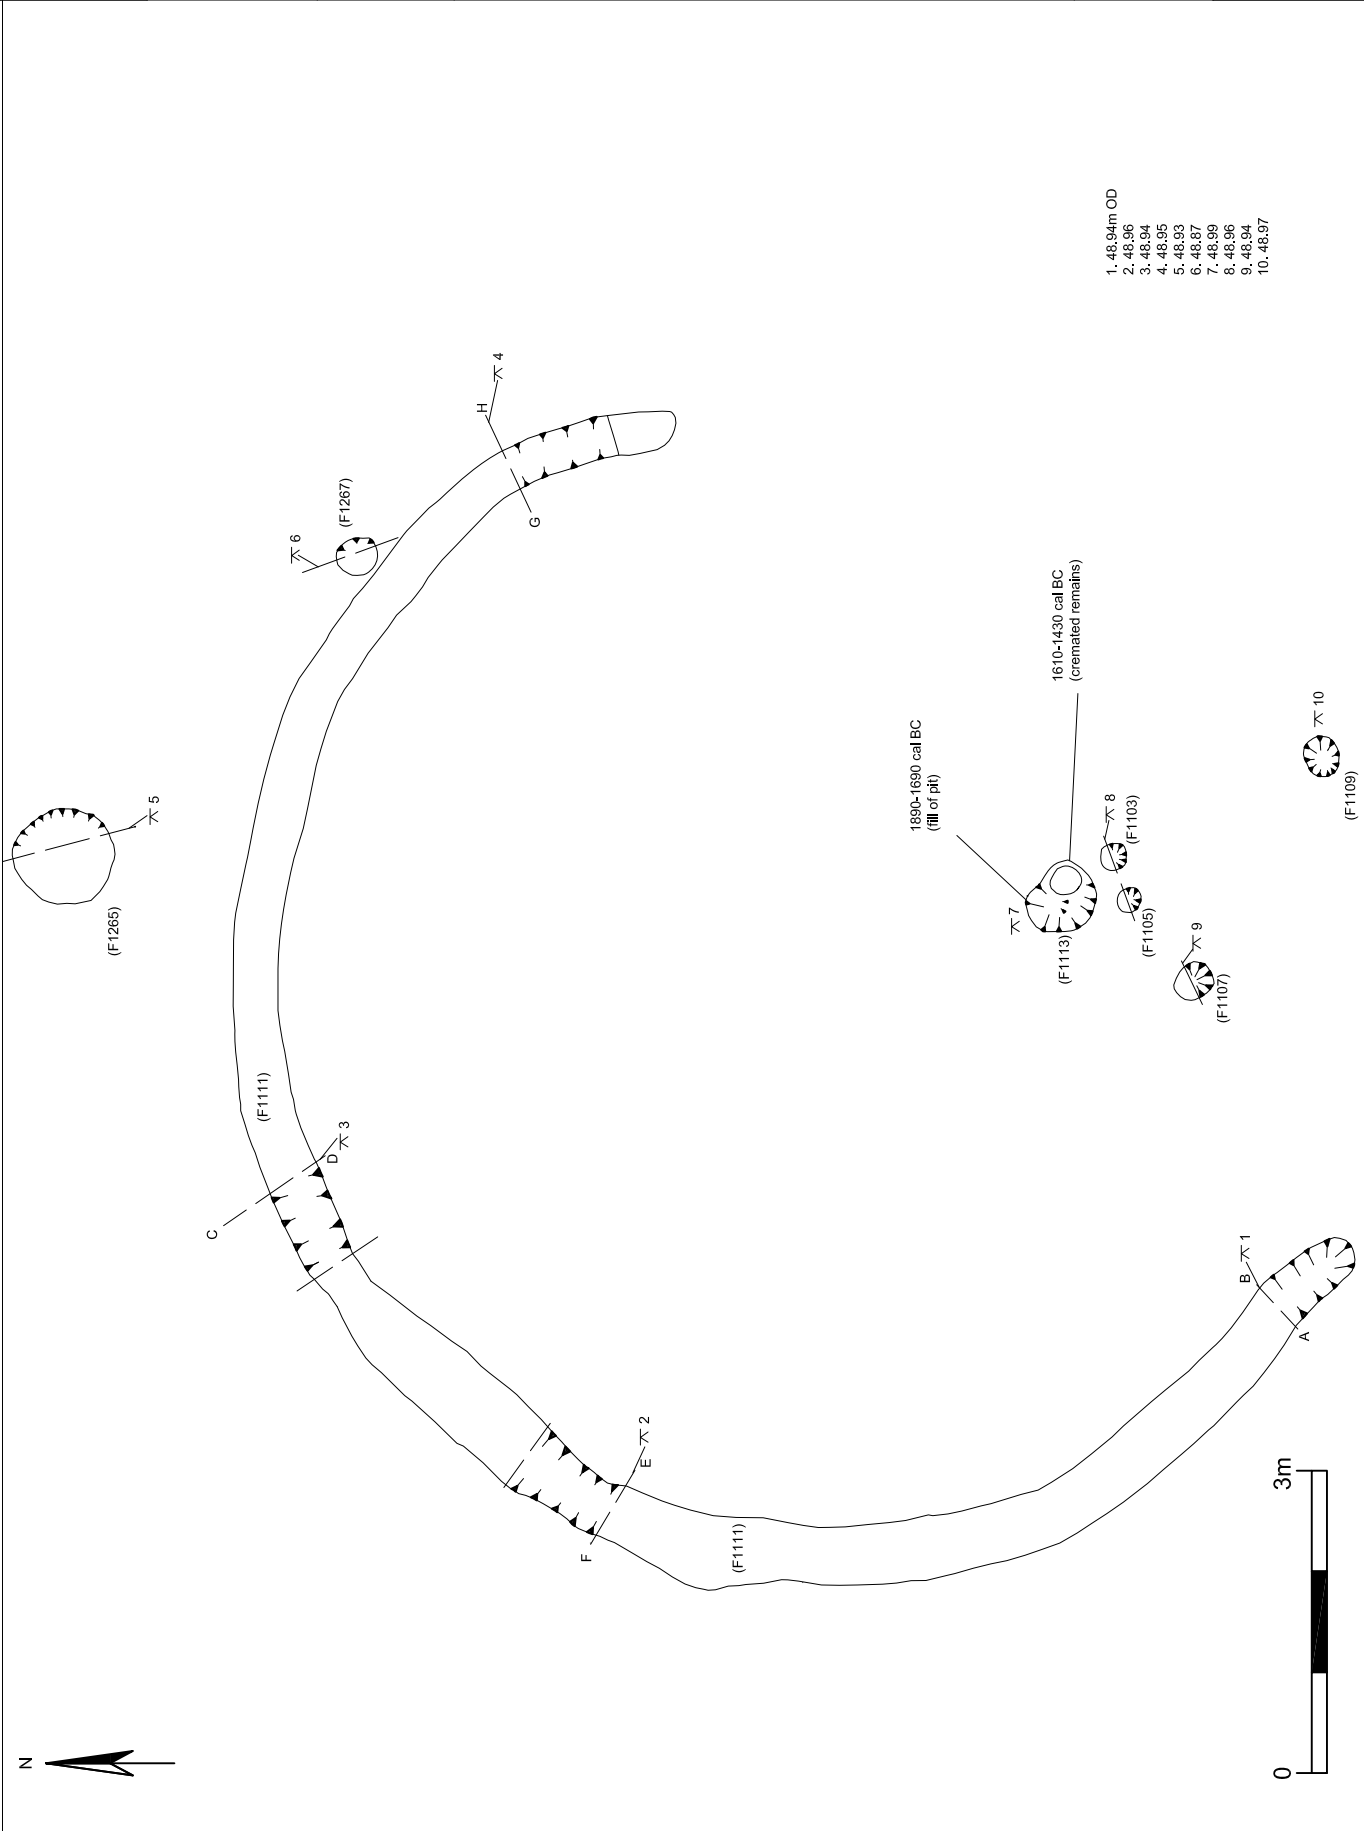 N
(F1265)
5
6
(F1267)
H
4
G
C
(F1111)
D
3
F
E
2
(F1111)
1890-1690 cal BC
(fill of pit)
1610-1430 cal BC
(cremated remains)
7
(F1113)
8
(F1103)
(F1105)
9
(F1107)
10
(F1109)
B
1
A
0
3m
1. 48.94m OD
2. 48.96
3. 48.94
4. 48.95
5. 48.93
6. 48.87
7. 48.99
8. 48.96
9. 48.94
10. 48.97